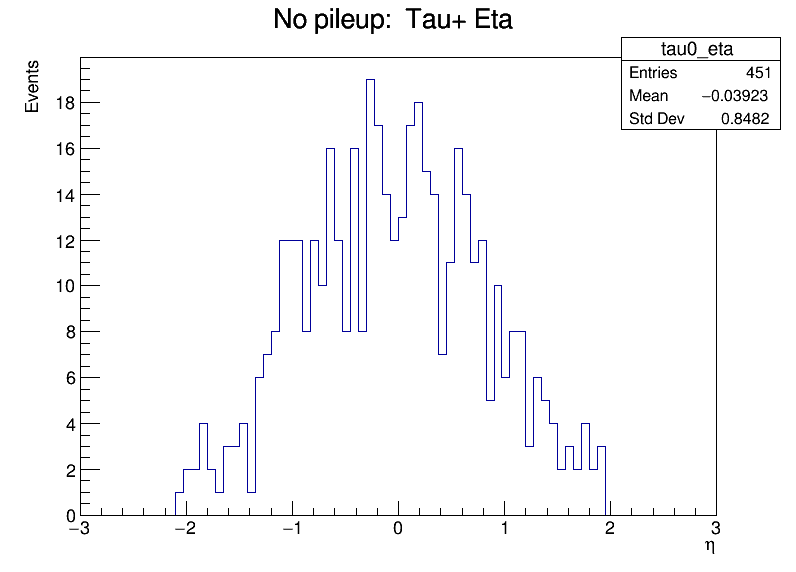 No pileup: Tau+ Eta
tau0_eta
Entries 451
Mean −0.03923
Std Dev 0.8482
Events
18
16
14
12
10
8
6
4
2
0
−3 −2 −1 0 1 2 3
η